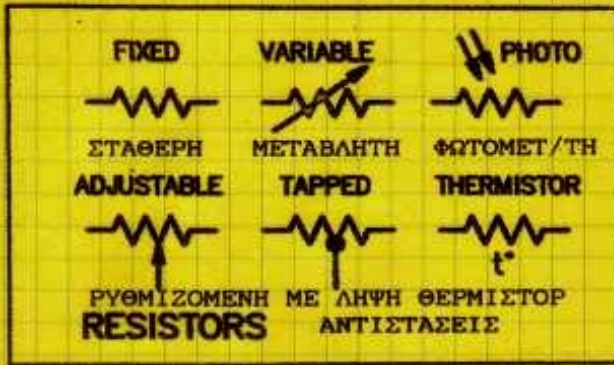 FIXED VARIABLE PHOTO
ΣΤΑΘΕΡΗ ΜΕΤΑΒΛΗΤΗ ΦΩΤΟΜΕΤ/ΤΗ
ADJUSTABLE TAPPED THERMISTOR
t°
ΡΥΘΜΙΖΟΜΕΝΗ ΜΕ ΛΗΨΗ ΘΕΡΜΙΣΤΟΡ
RESISTORS ΑΝΤΙΣΤΑΣΕΙΣ